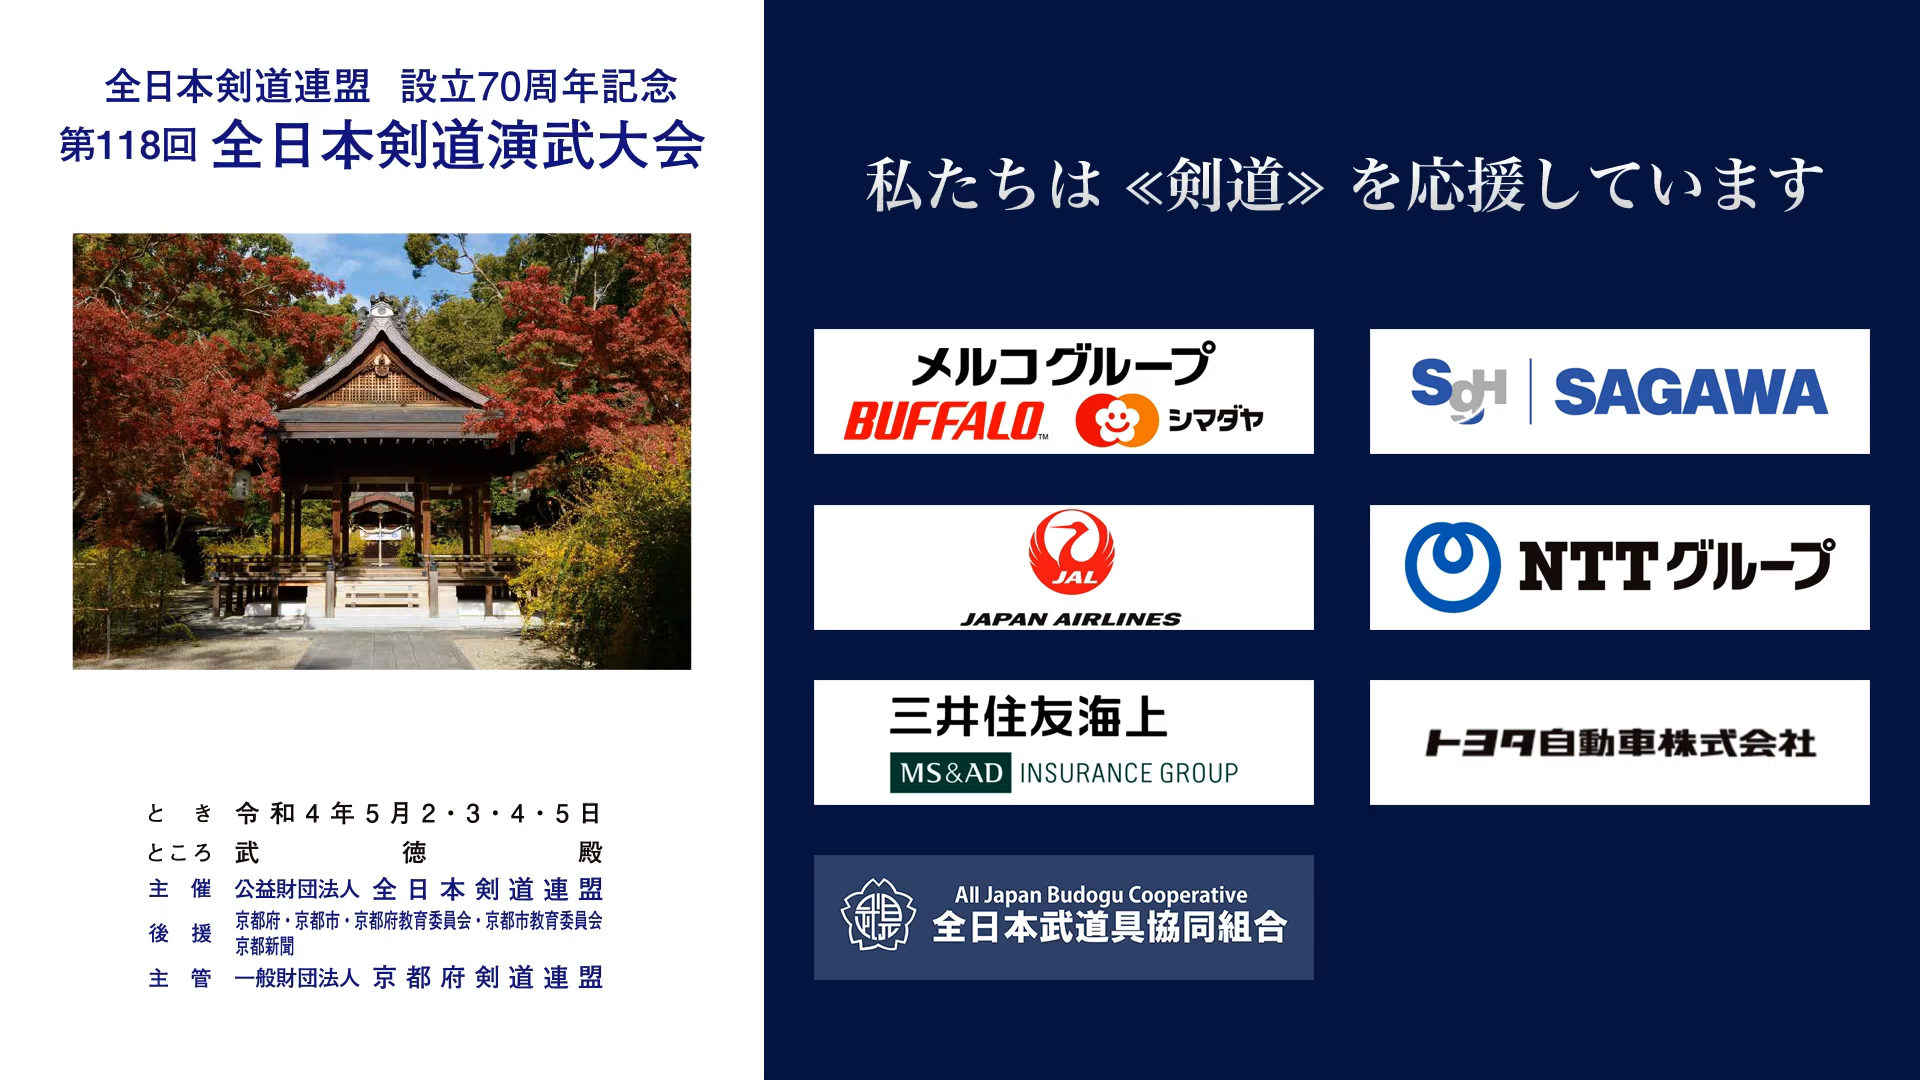 全日本剣道連盟 設立70周年記念
第118回 全日本剣道演武大会
とき 令和4年5月2・3・4・5日
ところ 武徳殿
主催 公益財団法人 全日本剣道連盟
後援 京都府・京都市・京都府教育委員会・京都市教育委員会
京都新聞
主管 一般財団法人 京都府剣道連盟
私たちは ≪剣道≫ を応援しています
メルコグループ
BUFFALO™ シマダヤ
SGH SAGAWA
JAL
JAPAN AIRLINES
NTTグループ
三井住友海上
MS&AD INSURANCE GROUP
トヨタ自動車株式会社
All Japan Budogu Cooperative
全日本武道具協同組合